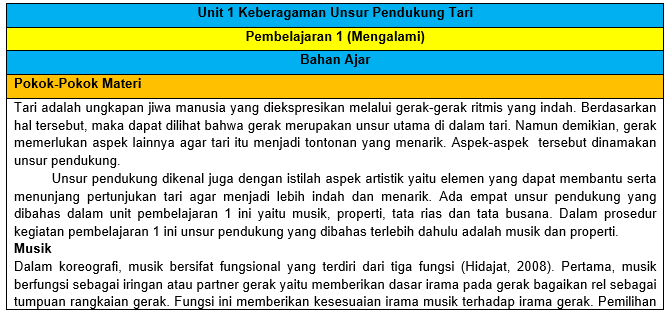 Unit 1 Keberagaman Unsur Pendukung Tari
Pembelajaran 1 (Mengalami)
Bahan Ajar
Pokok-Pokok Materi
Tari adalah ungkapan jiwa manusia yang diekspresikan melalui gerak-gerak ritmis yang indah. Berdasarkan
hal tersebut, maka dapat dilihat bahwa gerak merupakan unsur utama di dalam tari. Namun demikian, gerak
memerlukan aspek lainnya agar tari itu menjadi tontonan yang menarik. Aspek-aspek tersebut dinamakan
unsur pendukung.
Unsur pendukung dikenal juga dengan istilah aspek artistik yaitu elemen yang dapat membantu serta
menunjang pertunjukan tari agar menjadi lebih indah dan menarik. Ada empat unsur pendukung yang
dibahas dalam unit pembelajaran 1 ini yaitu musik, properti, tata rias dan tata busana. Dalam prosedur
kegiatan pembelajaran 1 ini unsur pendukung yang dibahas terlebih dahulu adalah musik dan properti.
Musik
Dalam koreografi, musik bersifat fungsional yang terdiri dari tiga fungsi (Hidajat, 2008). Pertama, musik
berfungsi sebagai iringan atau partner gerak yaitu memberikan dasar irama pada gerak bagaikan rel sebagai
tumpuan rangkaian gerak. Fungsi ini memberikan kesesuaian irama musik terhadap irama gerak. Pemilihan